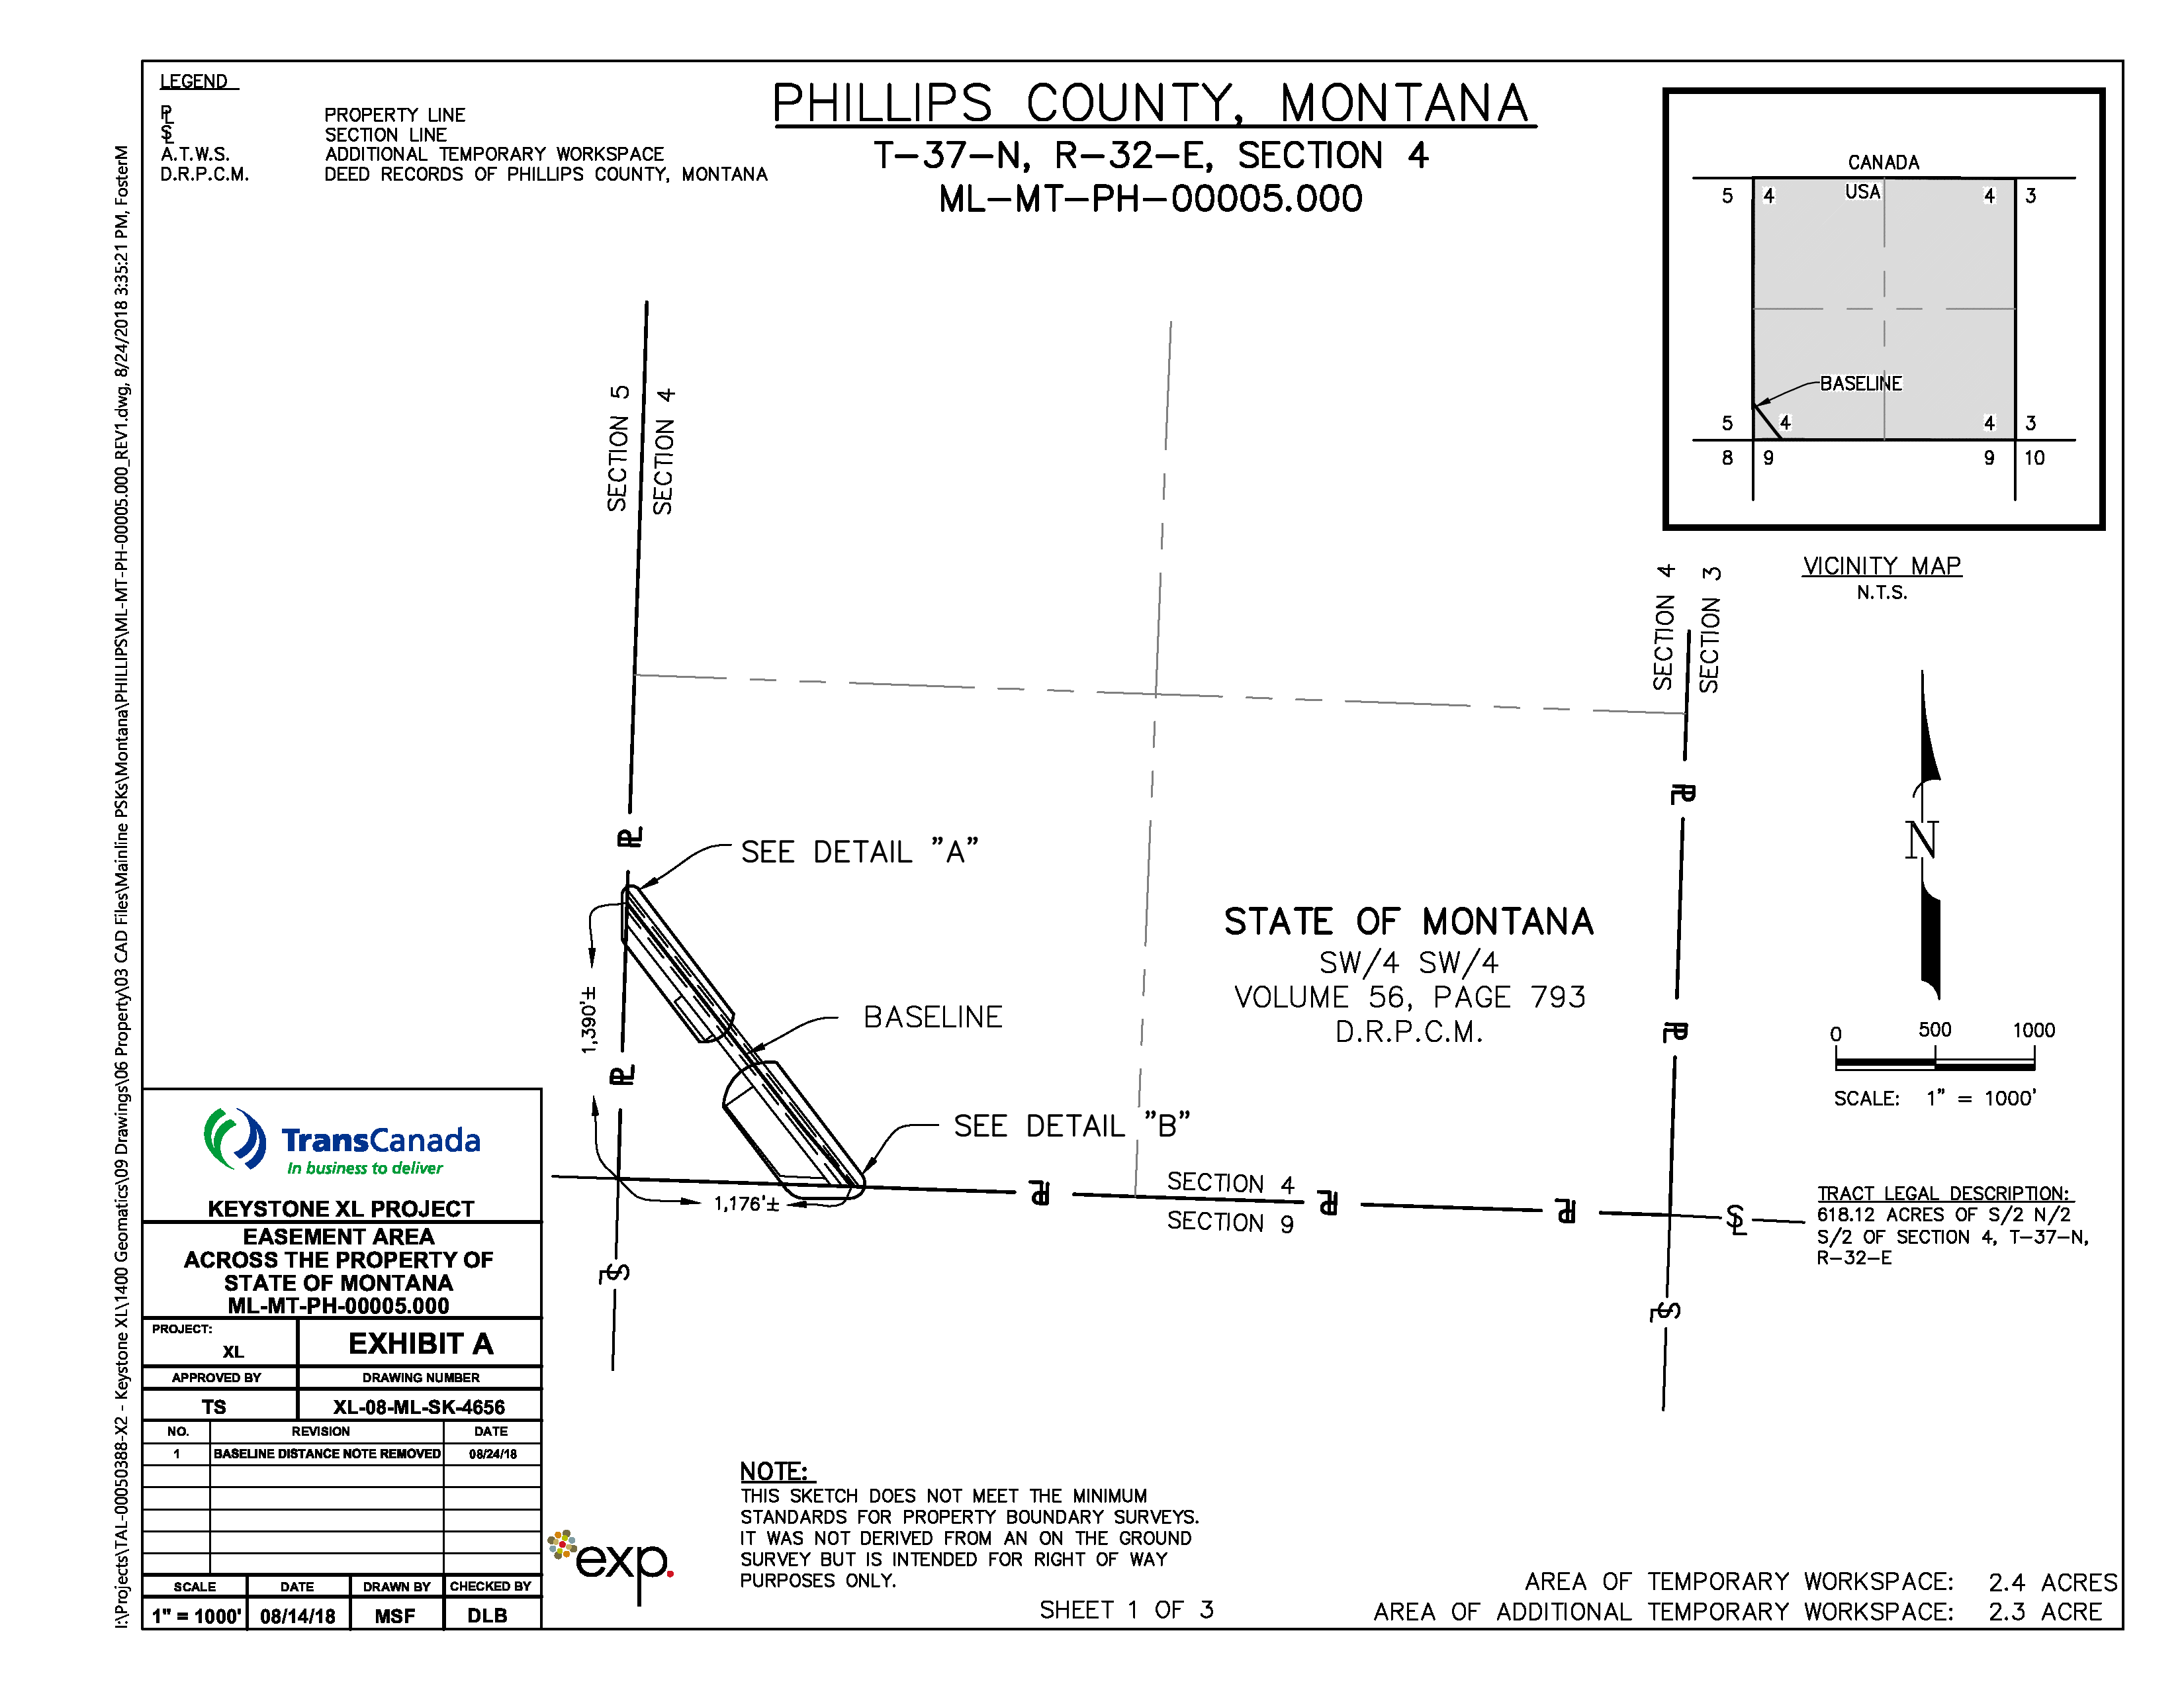 LEGEND
PL PROPERTY LINE
SL SECTION LINE
A.T.W.S. ADDITIONAL TEMPORARY WORKSPACE
D.R.P.C.M. DEED RECORDS OF PHILLIPS COUNTY, MONTANA
PHILLIPS COUNTY, MONTANA
T-37-N, R-32-E, SECTION 4
ML-MT-PH-00005.000
CANADA
USA
5 4 4 3
BASELINE
5 4 4 3
8 9 9 10
VICINITY MAP
N.T.S.
I:\Projects\TAL-00050388-X2 - Keystone XL\1400 Geomatics\09 Drawings\06 Property\03 CAD Files\Mainline PSKs\Montana\PHILLIPS\ML-MT-PH-00005.000_REV1.dwg, 8/24/2018 3:35:21 PM, FosterM
SECTION 5
SECTION 4
SECTION 4
SECTION 3
PL
PL
SEE DETAIL "A"
N
STATE OF MONTANA
SW/4 SW/4
VOLUME 56, PAGE 793
D.R.P.C.M.
BASELINE
1,390'±
PL
PL
0 500 1000
SCALE: 1" = 1000'
SEE DETAIL "B"
1,176'±
SECTION 4
SECTION 9
PL
PL
PL
SL
SL
SL
TRACT LEGAL DESCRIPTION:
618.12 ACRES OF S/2 N/2
S/2 OF SECTION 4, T-37-N,
R-32-E
TransCanada
In business to deliver
KEYSTONE XL PROJECT
EASEMENT AREA
ACROSS THE PROPERTY OF
STATE OF MONTANA
ML-MT-PH-00005.000
PROJECT:
XL
EXHIBIT A
APPROVED BY DRAWING NUMBER
TS XL-08-ML-SK-4656
NO. REVISION DATE
1 BASELINE DISTANCE NOTE REMOVED 08/24/18
SCALE DATE DRAWN BY CHECKED BY
1" = 1000' 08/14/18 MSF DLB
exp.
NOTE:
THIS SKETCH DOES NOT MEET THE MINIMUM
STANDARDS FOR PROPERTY BOUNDARY SURVEYS.
IT WAS NOT DERIVED FROM AN ON THE GROUND
SURVEY BUT IS INTENDED FOR RIGHT OF WAY
PURPOSES ONLY.
SHEET 1 OF 3
AREA OF TEMPORARY WORKSPACE: 2.4 ACRES
AREA OF ADDITIONAL TEMPORARY WORKSPACE: 2.3 ACRE